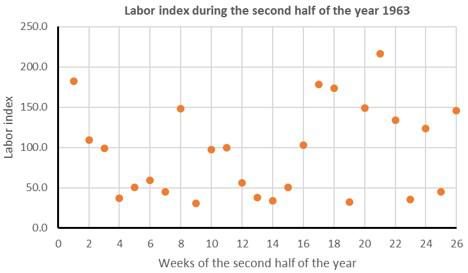 Labor index during the second half of the year 1963
250.0
200.0
150.0
100.0
50.0
0.0
Labor index
0 2 4 6 8 10 12 14 16 18 20 22 24 26
Weeks of the second half of the year